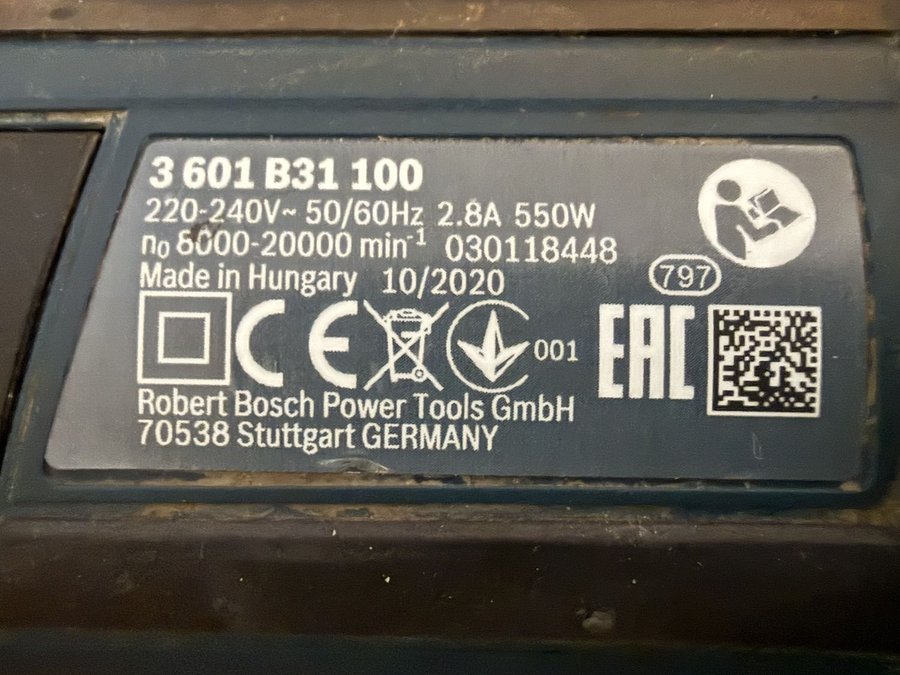 3 601 B31 100
220-240V~ 50/60Hz 2.8A 550W
n₀ 8000-20000 min⁻¹ 030118448
797
Made in Hungary 10/2020
CE
001
EAC
Robert Bosch Power Tools GmbH
70538 Stuttgart GERMANY